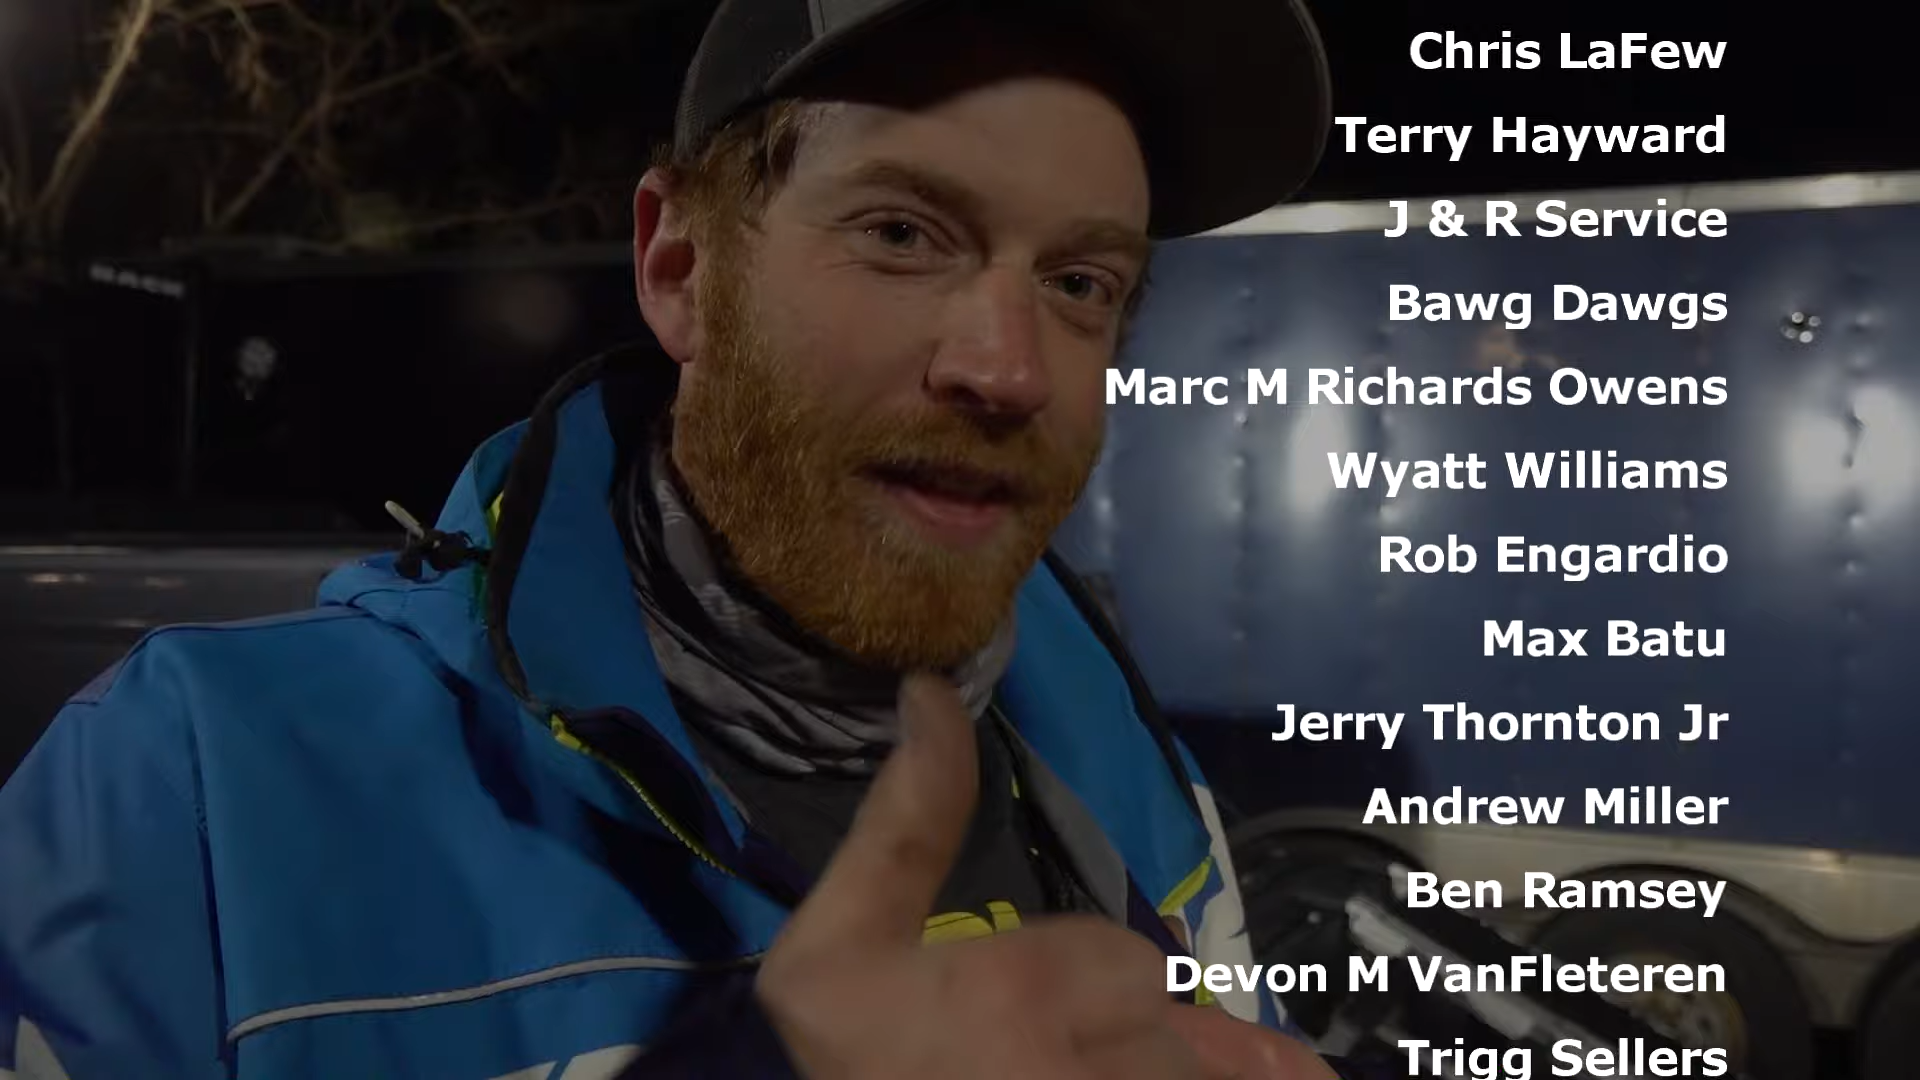 Chris LaFew
Terry Hayward
J & R Service
Bawg Dawgs
Marc M Richards Owens
Wyatt Williams
Rob Engardio
Max Batu
Jerry Thornton Jr
Andrew Miller
Ben Ramsey
Devon M VanFleteren
Trigg Sellers